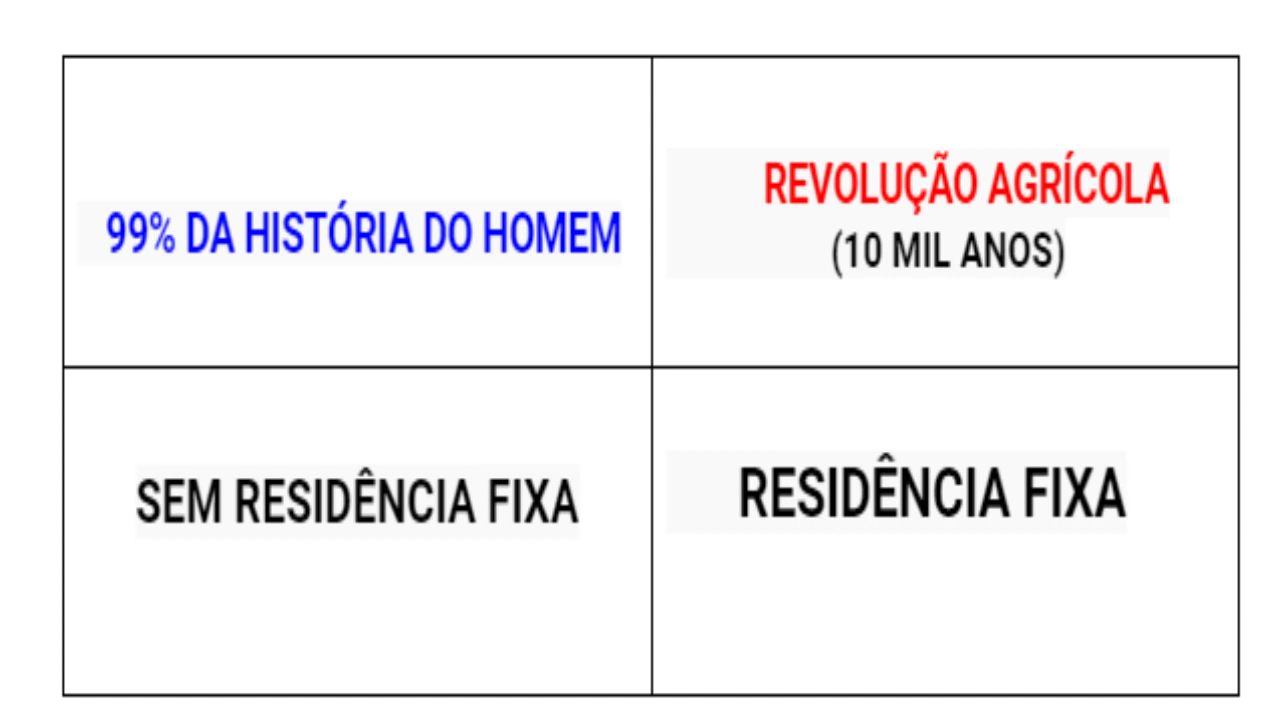 99% DA HISTÓRIA DO HOMEM
REVOLUÇÃO AGRÍCOLA
(10 MIL ANOS)
SEM RESIDÊNCIA FIXA
RESIDÊNCIA FIXA